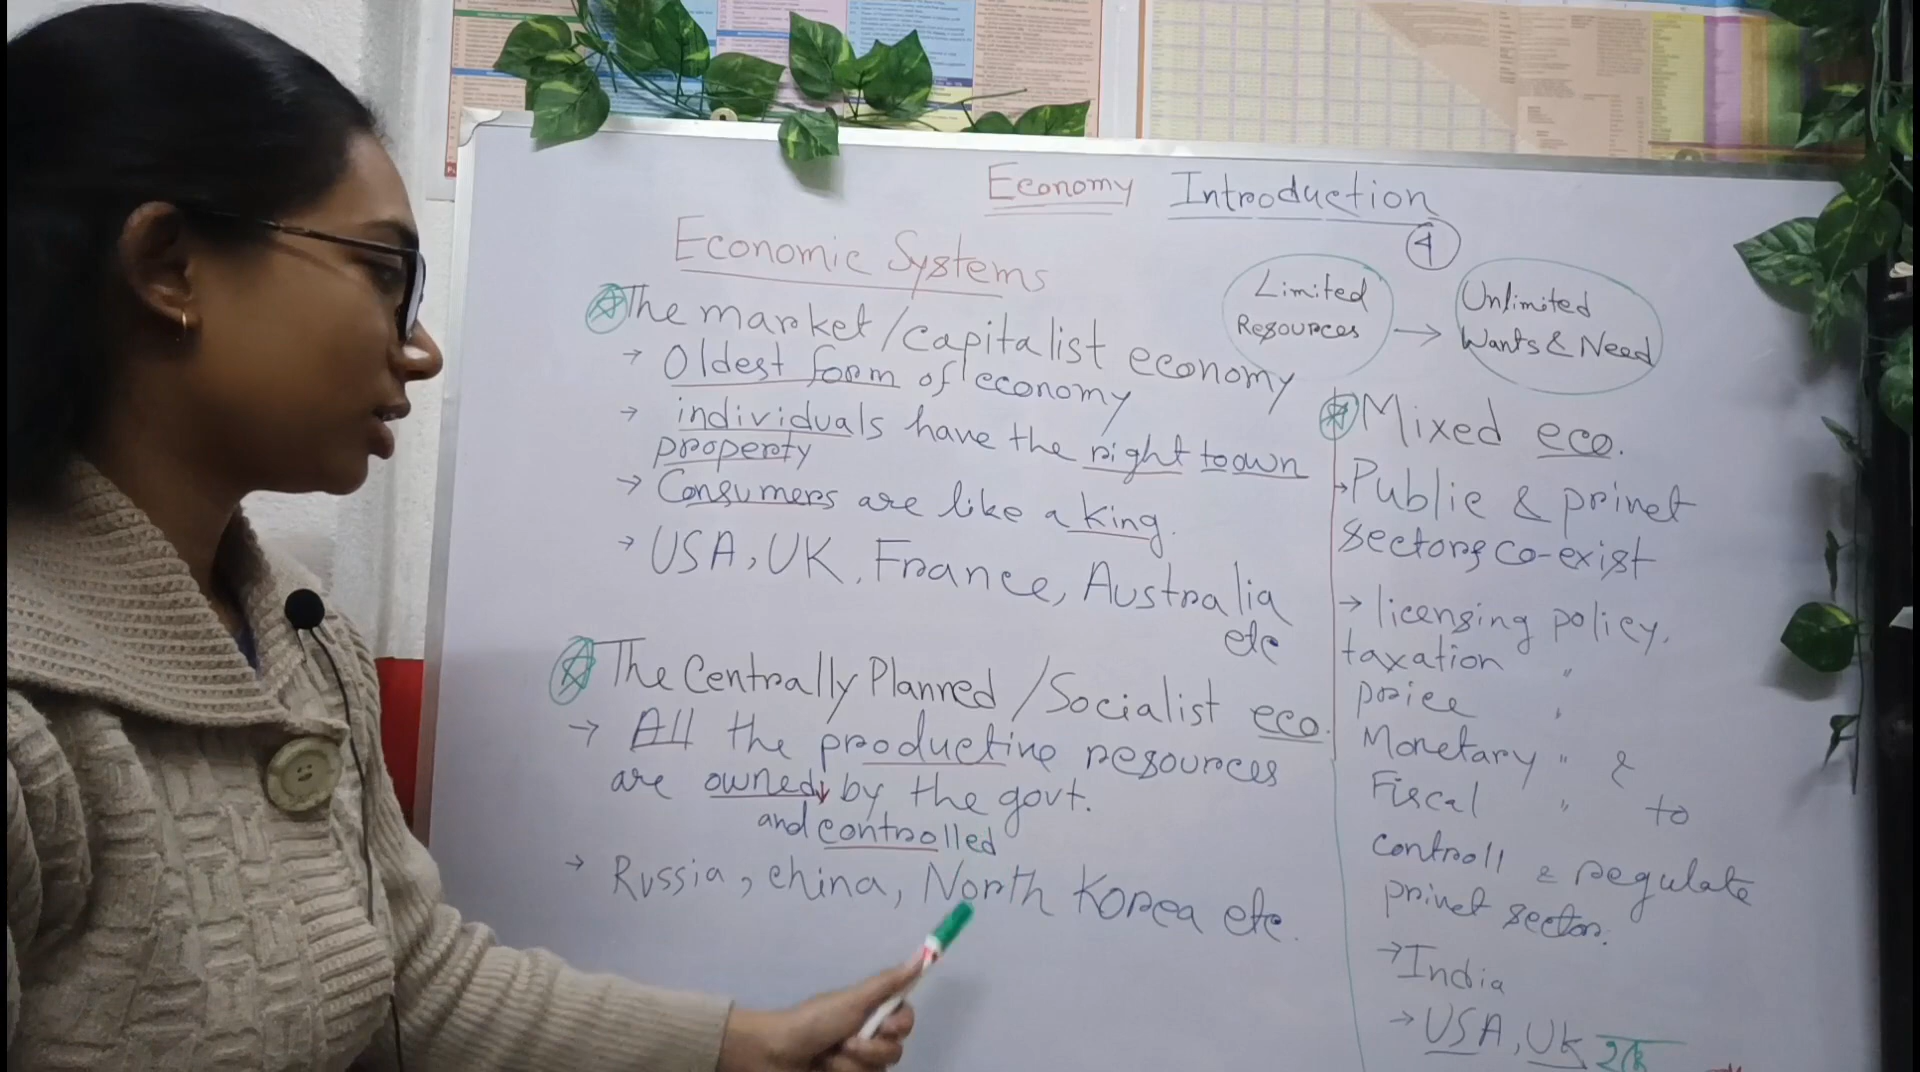 Economy Introduction
4
Economic Systems
The market/capitalist economy
→ Oldest form of economy
→ individuals have the right to own
property
→ Consumers are like a king.
→ USA, UK, France, Australia
etc
The Centrally Planned/Socialist eco.
→ All the productive resources
are owned by the govt.
and controlled
→ Russia, China, North Korea etc.
Limited
Resources
→
Unlimited
Wants & Need
Mixed eco.
→ Public & privet
sectors co-exist
→ licensing policy,
taxation "
price "
Monetary " &
Fiscal " to
controll & regulate
privet sector.
→ India
→ USA, UK